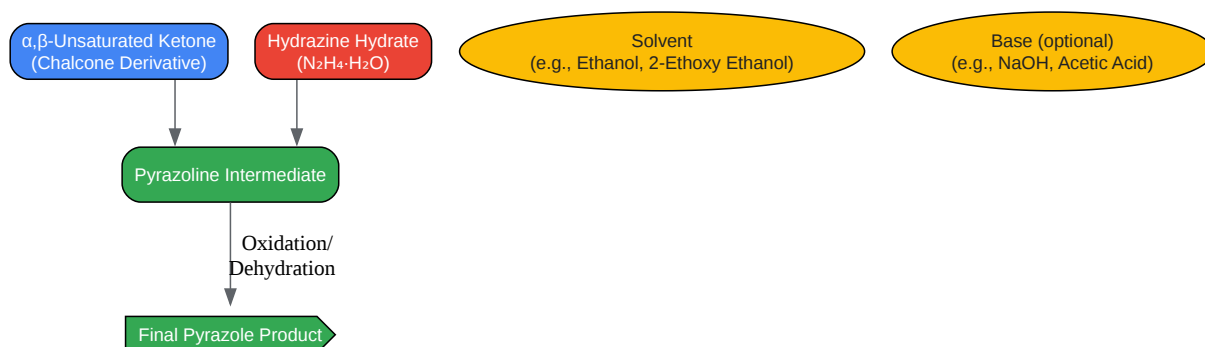 α,β-Unsaturated Ketone
(Chalcone Derivative)
Hydrazine Hydrate
(N₂H₄·H₂O)
Solvent
(e.g., Ethanol, 2-Ethoxy Ethanol)
Base (optional)
(e.g., NaOH, Acetic Acid)
Pyrazoline Intermediate
Oxidation/
Dehydration
Final Pyrazole Product